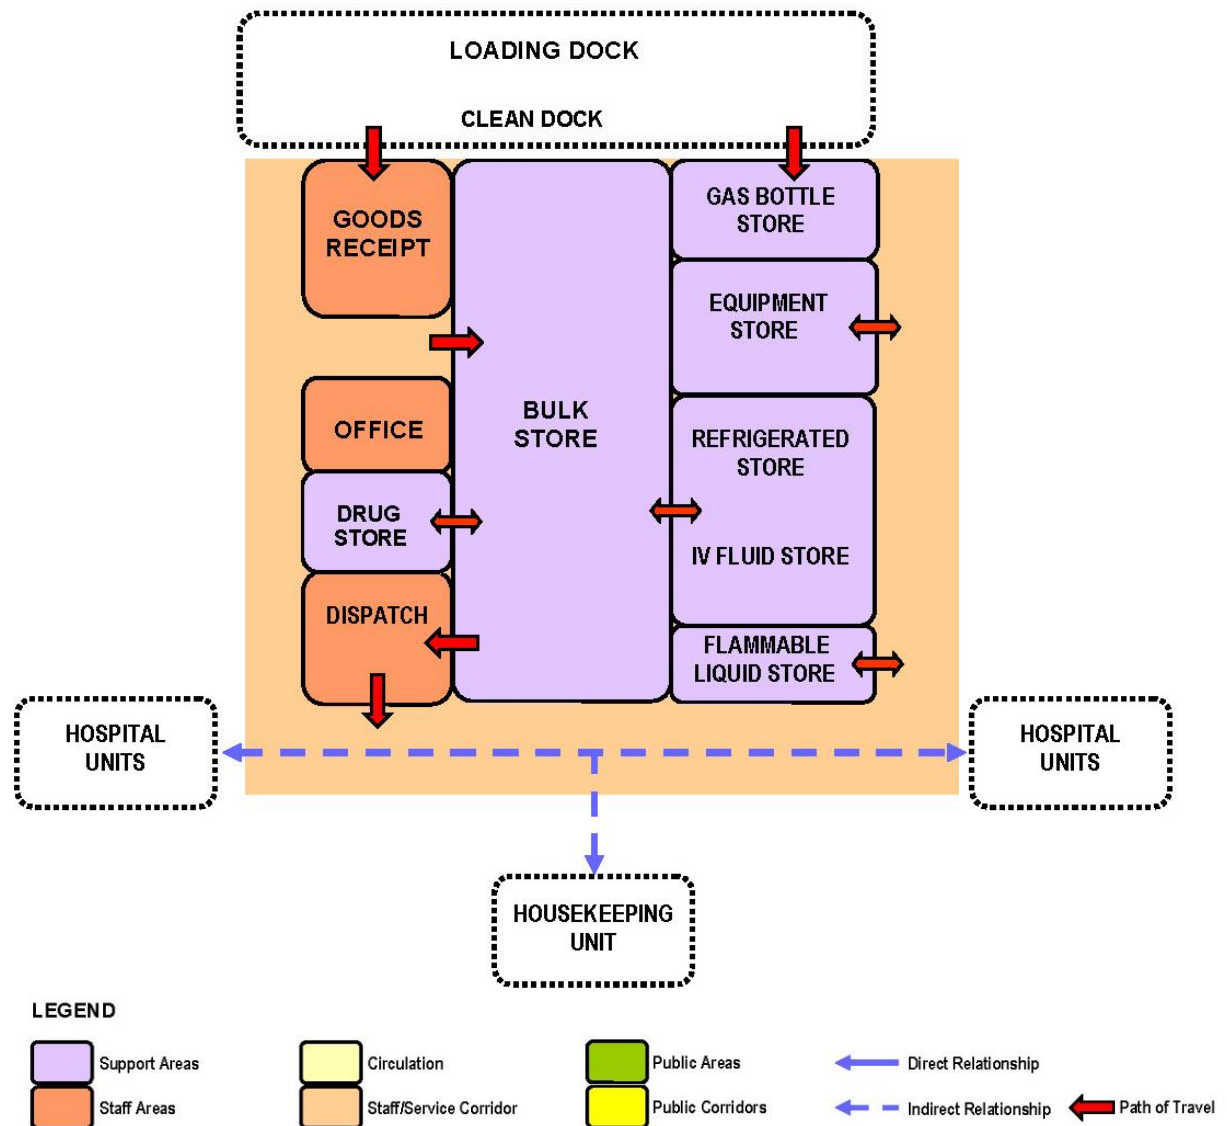 LOADING DOCK
CLEAN DOCK
GOODS
RECEIPT
GAS BOTTLE
STORE
EQUIPMENT
STORE
BULK
STORE
OFFICE
REFRIGERATED
STORE
DRUG
STORE
IV FLUID STORE
DISPATCH
FLAMMABLE
LIQUID STORE
HOSPITAL
UNITS
HOSPITAL
UNITS
HOUSEKEEPING
UNIT
LEGEND
Support Areas
Circulation
Public Areas
Direct Relationship
Staff Areas
Staff/Service Corridor
Public Corridors
Indirect Relationship
Path of Travel